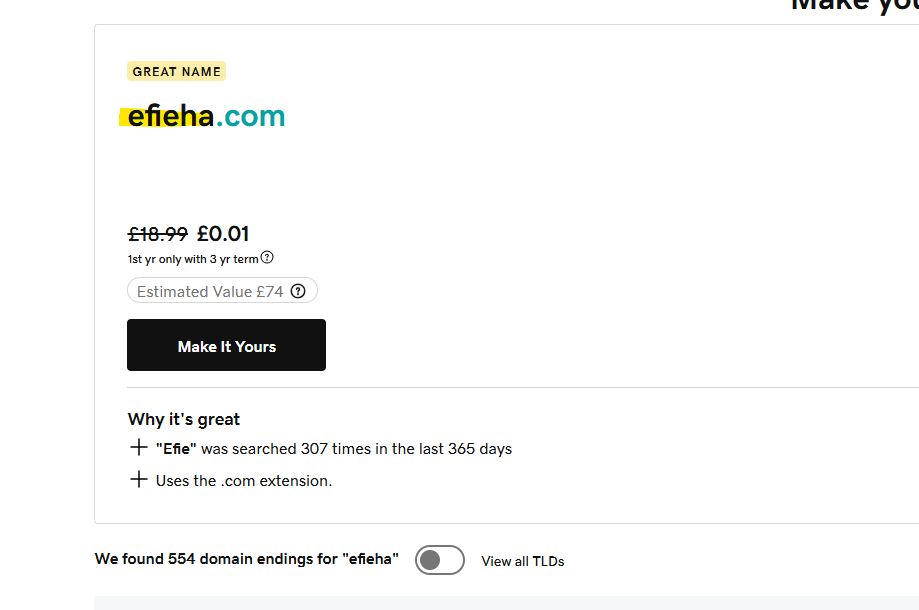 Make you
GREAT NAME
efieha.com
£18.99 £0.01
1st yr only with 3 yr term
Estimated Value £74
Make It Yours
Why it's great
"Efie" was searched 307 times in the last 365 days
Uses the .com extension.
We found 554 domain endings for "efieha" View all TLDs